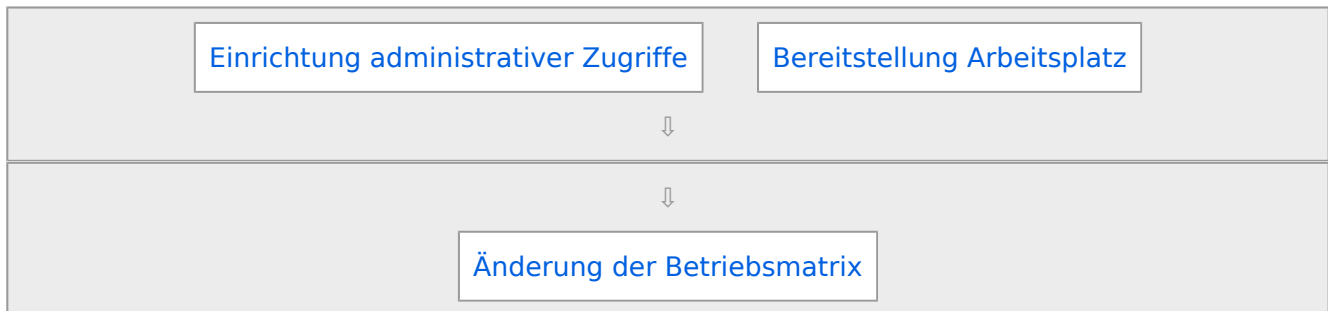 Einrichtung administrativer Zugriffe Bereitstellung Arbeitsplatz
⇩
⇩
Änderung der Betriebsmatrix